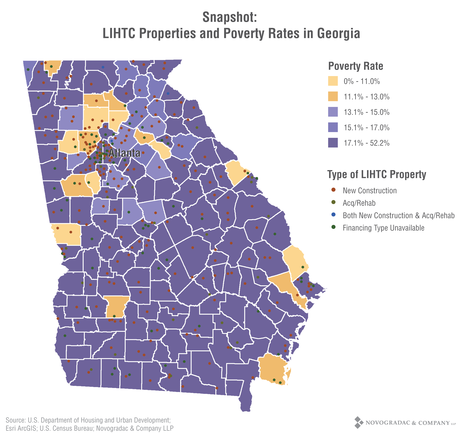 Snapshot:
LIHTC Properties and Poverty Rates in Georgia
Poverty Rate
0% - 11.0%
11.1% - 13.0%
13.1% - 15.0%
15.1% - 17.0%
17.1% - 52.2%
Atlanta
Type of LIHTC Property
New Construction
Acq/Rehab
Both New Construction & Acq/Rehab
Financing Type Unavailable
Source: U.S. Department of Housing and Urban Development;
Esri ArcGIS; U.S. Census Bureau; Novogradac & Company LLP
NOVOGRADAC & COMPANY LLP